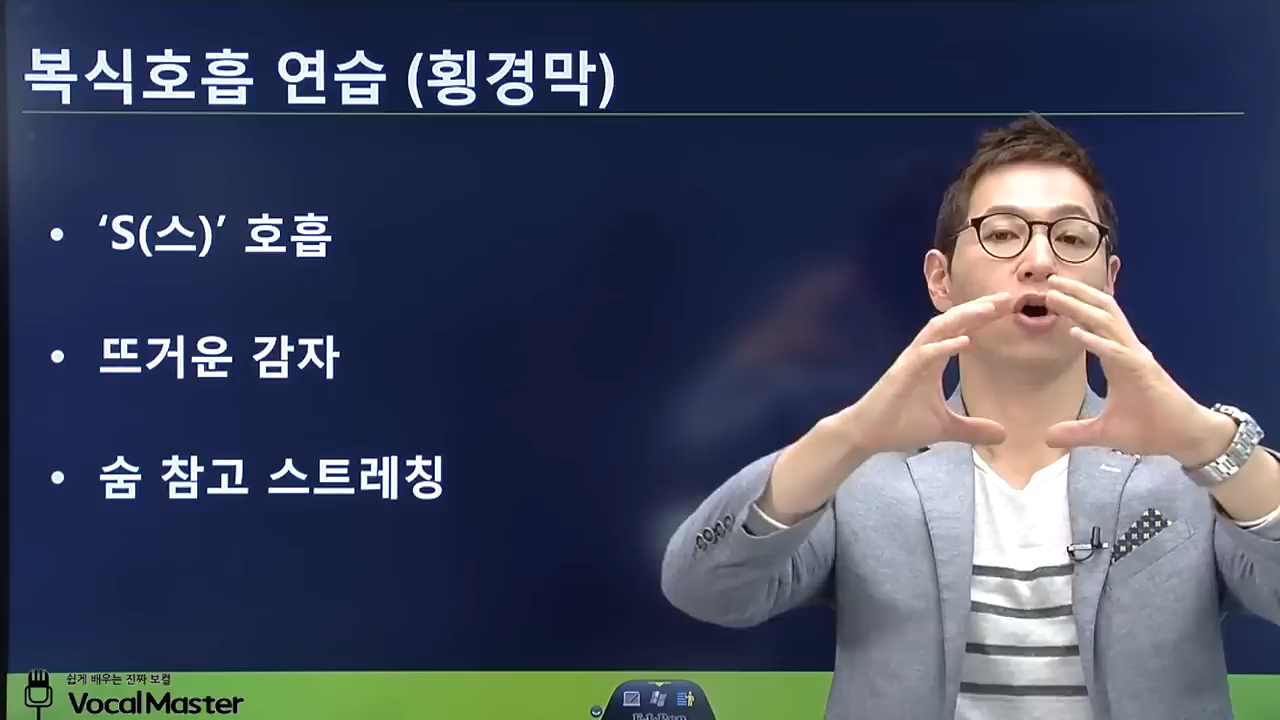 복식호흡 연습 (횡경막)
• ‘S(스)’ 호흡
• 뜨거운 감자
• 숨 참고 스트레칭
쉽게 배우는 진짜 보컬
VocalMaster